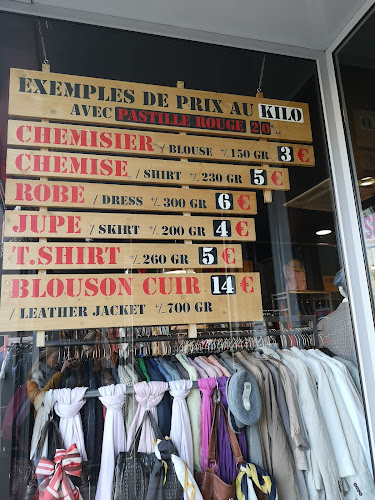 EXEMPLES DE PRIX AU KILO
AVEC PASTILLE ROUGE 20
CHEMISIER / BLOUSE +/- 150 GR 3 €
CHEMISE / SHIRT +/- 230 GR 5 €
ROBE / DRESS +/- 300 GR 6 €
JUPE / SKIRT +/- 200 GR 4 €
T.SHIRT +/- 260 GR 5 €
BLOUSON CUIR 14 €
/ LEATHER JACKET +/- 700 GR